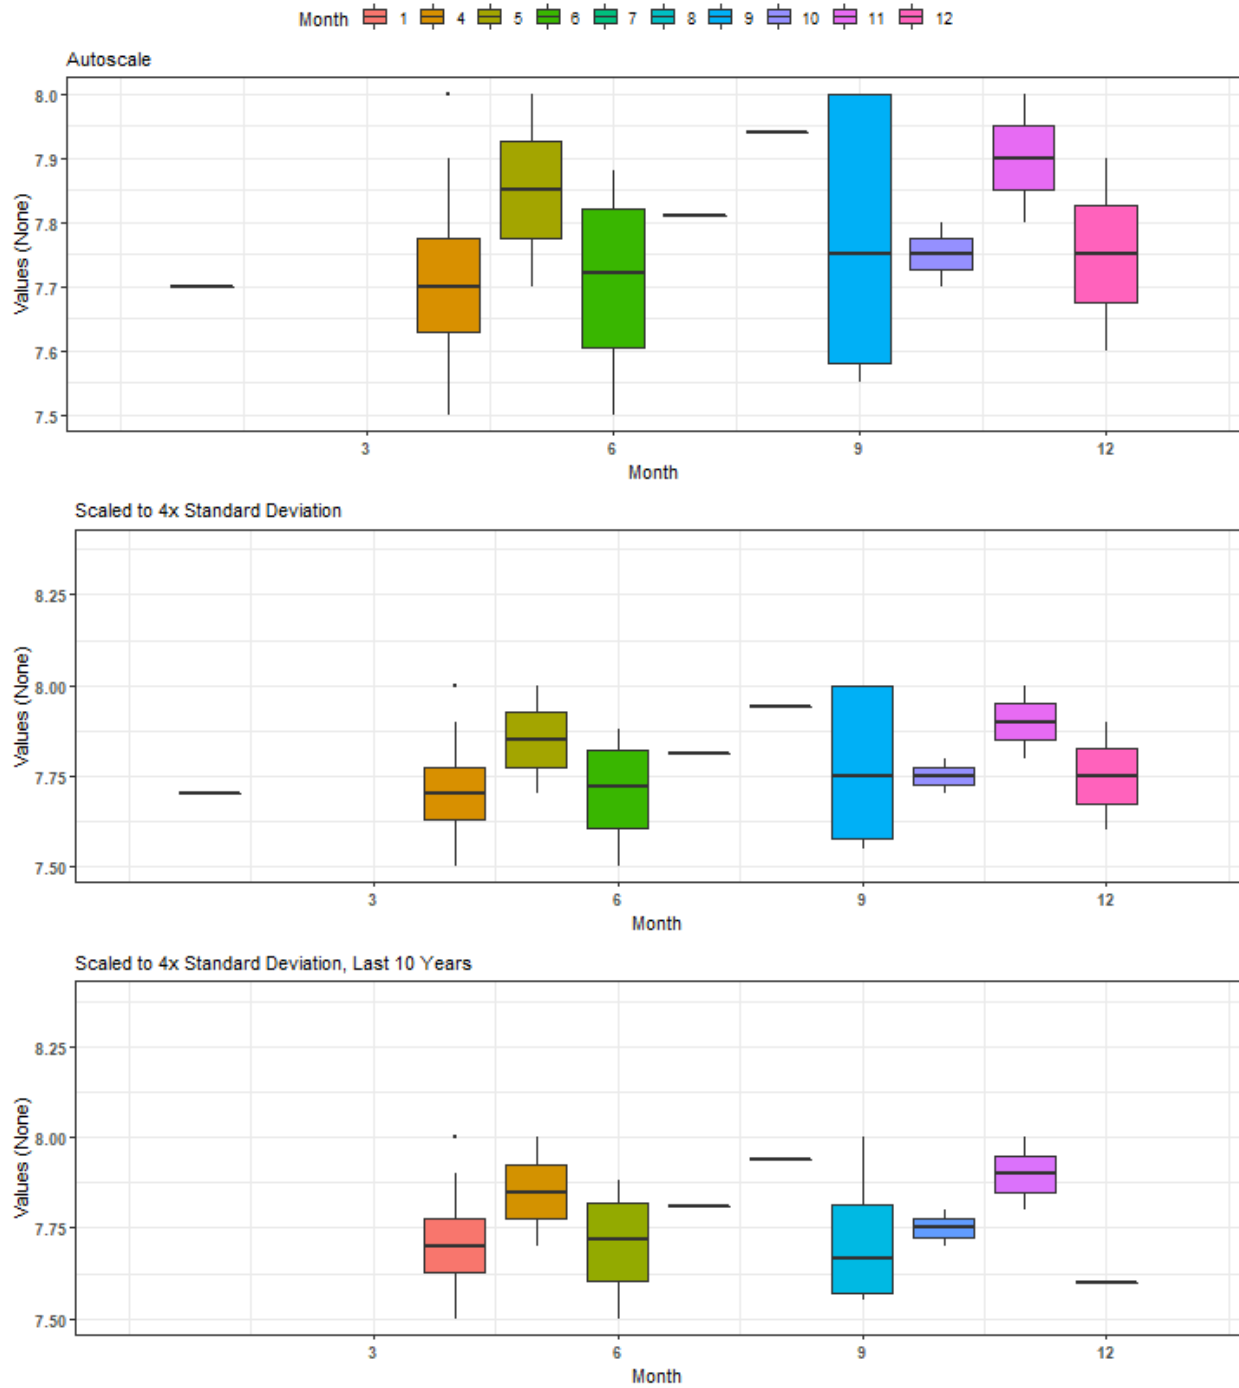 Month 1 4 5 6 7 8 9 10 11 12
Autoscale
Values (None)
8.0
7.9
7.8
7.7
7.6
7.5
3 6 9 12
Month
Scaled to 4x Standard Deviation
Values (None)
8.25
8.00
7.75
7.50
3 6 9 12
Month
Scaled to 4x Standard Deviation, Last 10 Years
Values (None)
8.25
8.00
7.75
7.50
3 6 9 12
Month